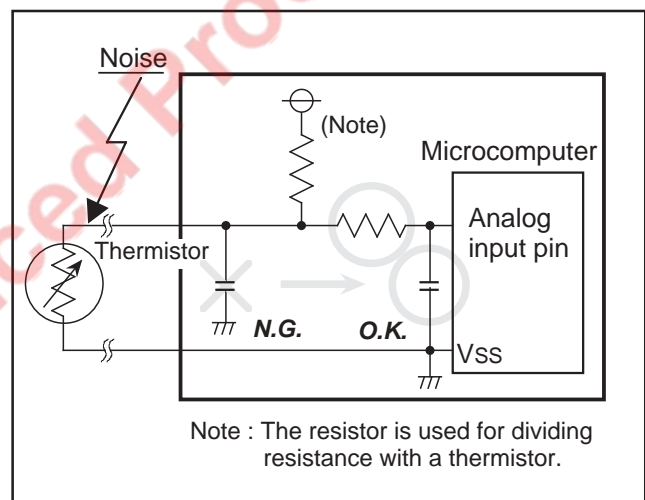 Noise
(Note)
Microcomputer
Analog
input pin
Thermistor
N.G.
O.K.
VSS
Note : The resistor is used for dividing
resistance with a thermistor.